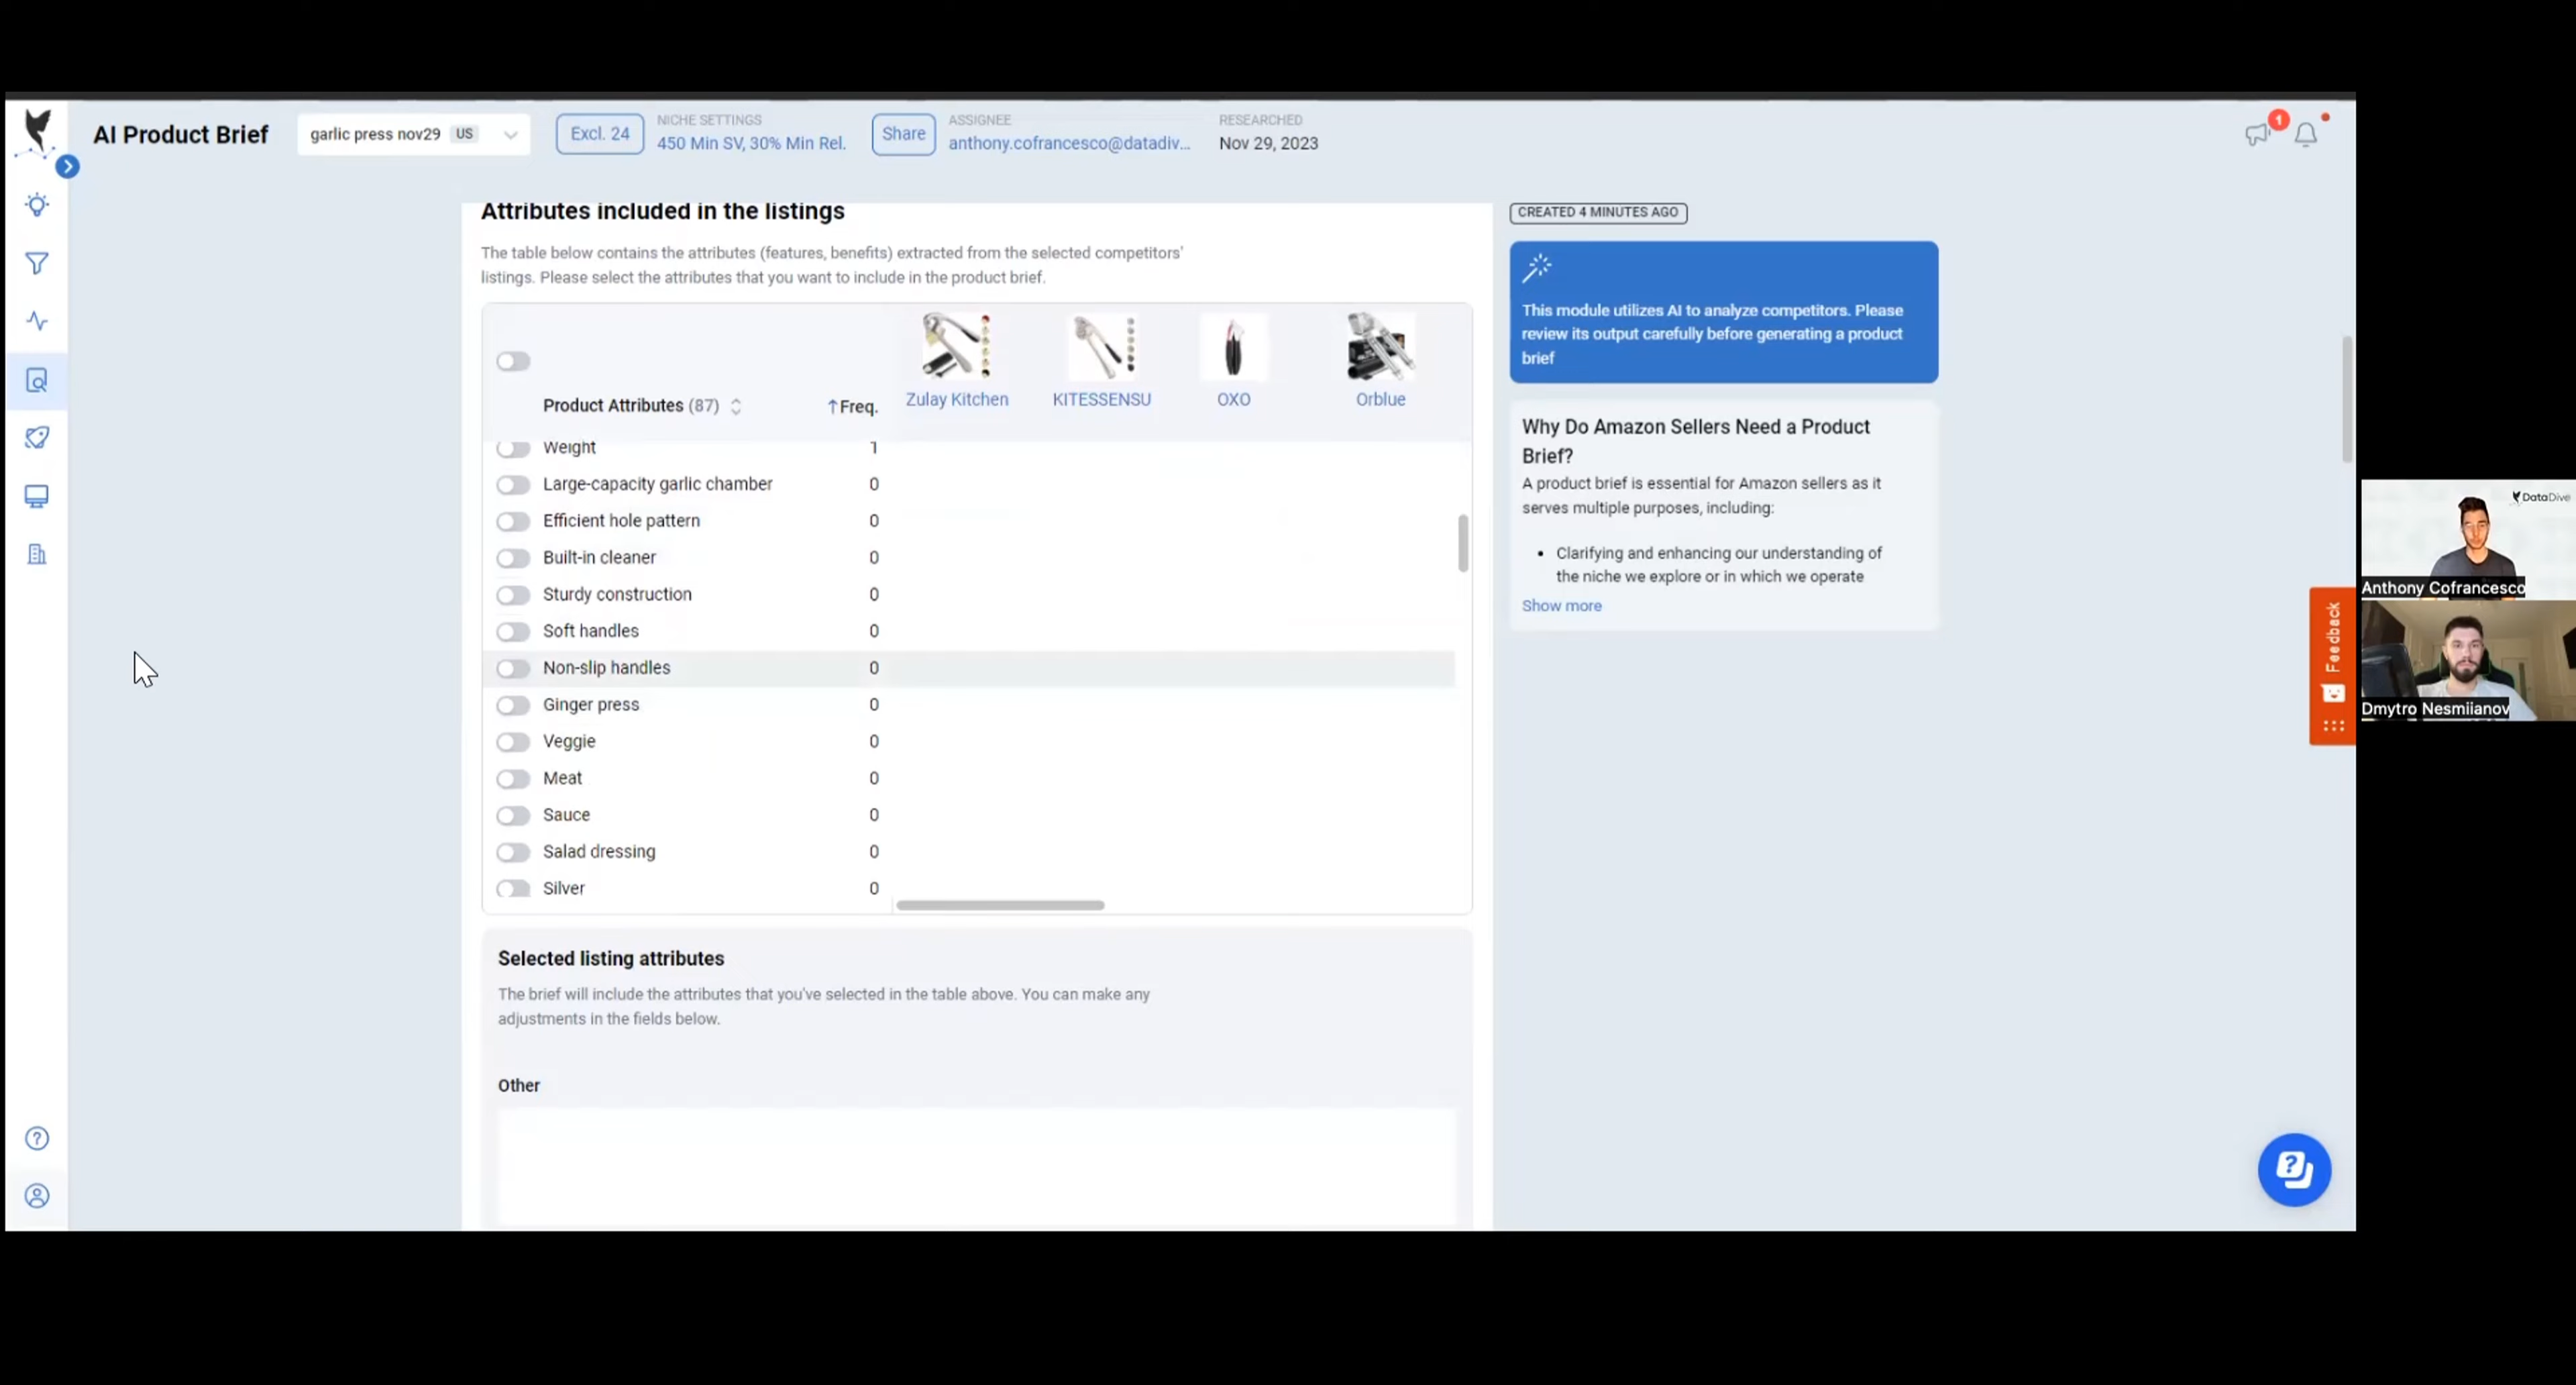 AI Product Brief
garlic press nov29 US
Excl. 24
NICHE SETTINGS
450 Min SV, 30% Min Rel.
Share
ASSIGNEE
anthony.cofrancesco@datadiv...
RESEARCHED
Nov 29, 2023
1
Attributes included in the listings
The table below contains the attributes (features, benefits) extracted from the selected competitors'
listings. Please select the attributes that you want to include in the product brief.
Product Attributes (87)
↑Freq.
Zulay Kitchen
KITESSENSU
OXO
Orblue
Weight 1
Large-capacity garlic chamber 0
Efficient hole pattern 0
Built-in cleaner 0
Sturdy construction 0
Soft handles 0
Non-slip handles 0
Ginger press 0
Veggie 0
Meat 0
Sauce 0
Salad dressing 0
Silver 0
Selected listing attributes
The brief will include the attributes that you've selected in the table above. You can make any
adjustments in the fields below.
Other
CREATED 4 MINUTES AGO
This module utilizes AI to analyze competitors. Please
review its output carefully before generating a product
brief
Why Do Amazon Sellers Need a Product
Brief?
A product brief is essential for Amazon sellers as it
serves multiple purposes, including:
• Clarifying and enhancing our understanding of
the niche we explore or in which we operate
Show more
Feedback
DataDive
Anthony Cofrancesco
Dmytro Nesmiianov